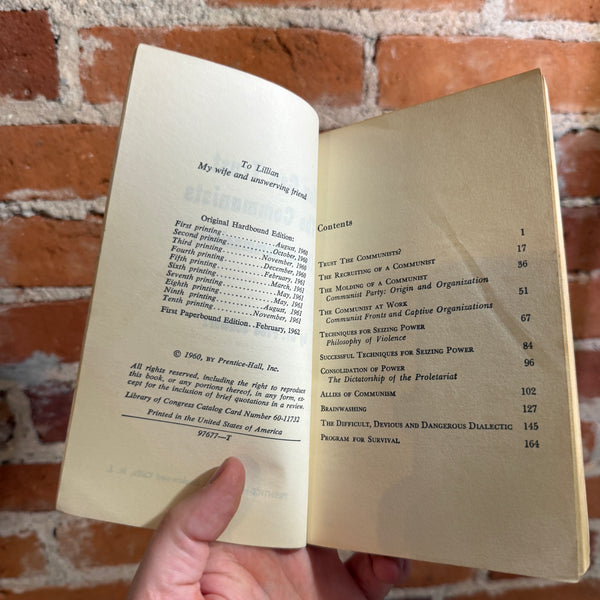 To Lillian
My wife and unswerving friend
Original Hardbound Edition:
First printing..............August, 1960
Second printing............October, 1960
Third printing............November, 1960
Fourth printing...........December, 1960
Fifth printing............February, 1961
Sixth printing...............March, 1961
Seventh printing...............May, 1961
Eighth printing................May, 1961
Ninth printing..............August, 1961
Tenth printing............November, 1961
First Paperbound Edition.-February, 1962
© 1960, BY Prentice-Hall, Inc.
All rights reserved, including the right to reproduce
this book, or any portions thereof, in any form, ex-
cept for the inclusion of brief quotations in a review.
Library of Congress Catalog Card Number 60-11732
Printed in the United States of America
97677—T
Contents
TRUST THE COMMUNISTS? 1
THE RECRUITING OF A COMMUNIST 17
THE MOLDING OF A COMMUNIST 36
Communist Party: Origin and Organization
THE COMMUNIST AT WORK 51
Communist Fronts and Captive Organizations
TECHNIQUES FOR SEIZING POWER 67
Philosophy of Violence
SUCCESSFUL TECHNIQUES FOR SEIZING POWER 84
CONSOLIDATION OF POWER 96
The Dictatorship of the Proletariat
ALLIES OF COMMUNISM 102
BRAINWASHING 127
THE DIFFICULT, DEVIOUS AND DANGEROUS DIALECTIC 145
PROGRAM FOR SURVIVAL 164